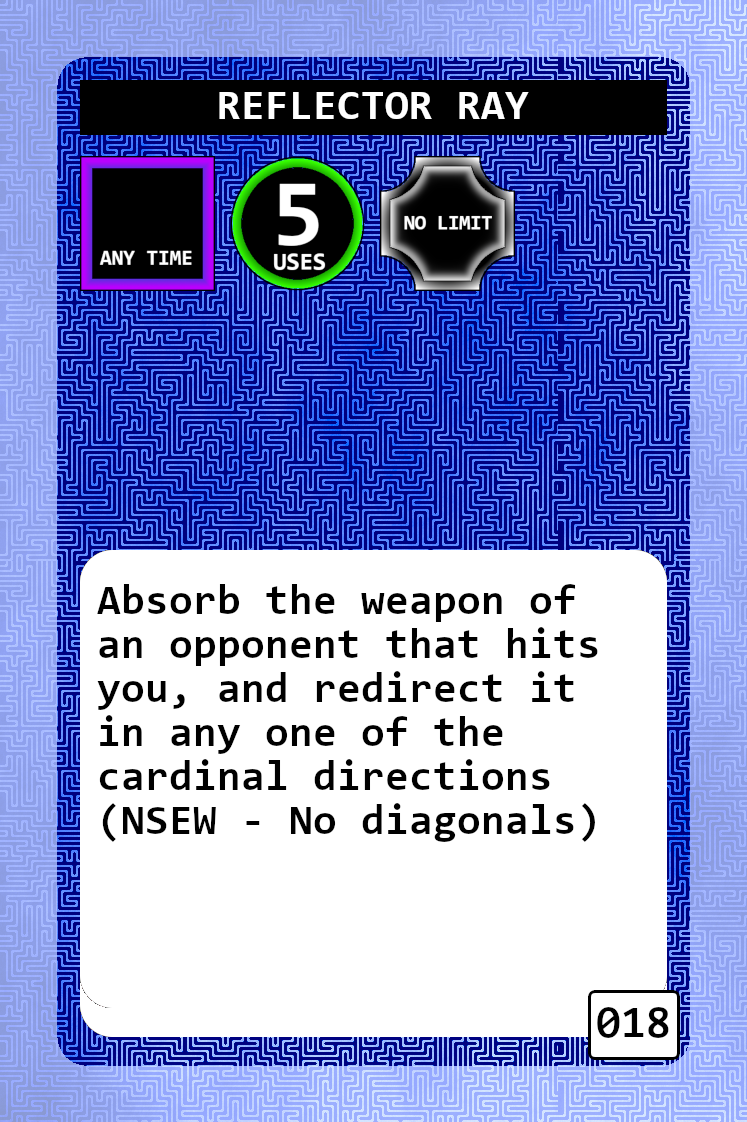 REFLECTOR RAY
ANY TIME
5
USES
NO LIMIT
Absorb the weapon of
an opponent that hits
you, and redirect it
in any one of the
cardinal directions
(NSEW - No diagonals)
018